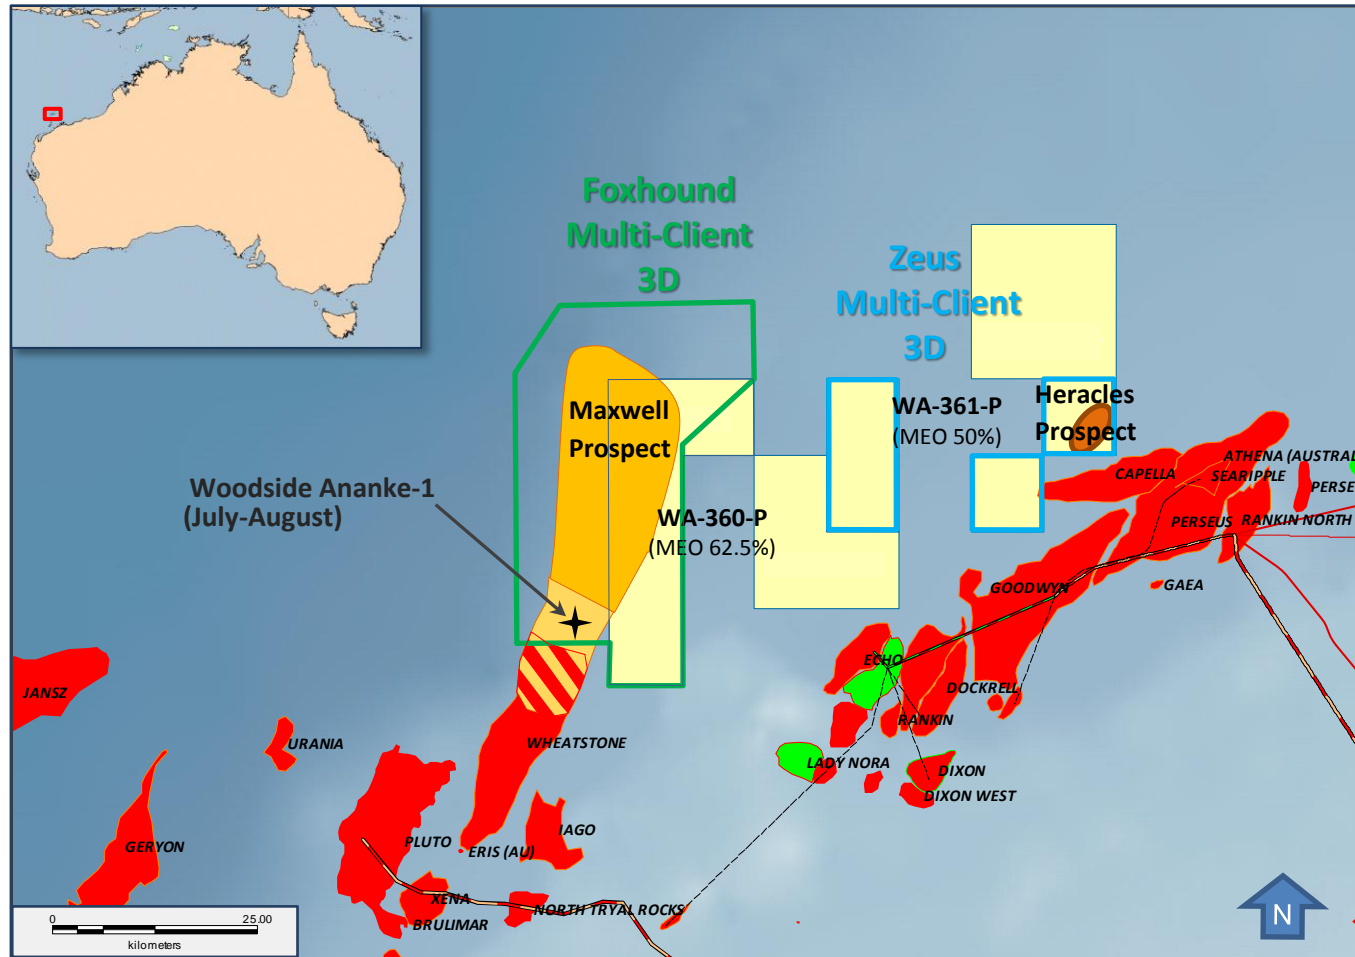 Foxhound
Multi-Client
3D
Zeus
Multi-Client
3D
Maxwell
Prospect
WA-361-P
(MEO 50%)
Heracles
Prospect
Woodside Ananke-1
(July-August)
WA-360-P
(MEO 62.5%)
ATHENA (AUSTRAL
CAPELLA
SEARIPPLE
PERSE
PERSEUS
RANKIN NORTH
GOODWYN
GAEA
ECHO
DOCKRELL
RANKIN
JANSZ
URANIA
WHEATSTONE
LADY NORA
DIXON
DIXON WEST
IAGO
PLUTO
ERIS (AU)
GERYON
XENA
NORTH TRYAL ROCKS
BRULIMAR
0 25.00
kilometers
N